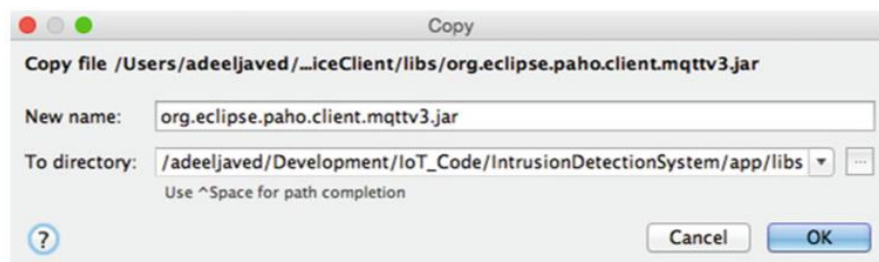 Copy
Copy file /Users/adeeljaved/…iceClient/libs/org.eclipse.paho.client.mqttv3.jar
New name: org.eclipse.paho.client.mqttv3.jar
To directory: /adeeljaved/Development/IoT_Code/IntrusionDetectionSystem/app/libs ...
Use ^Space for path completion
? Cancel OK